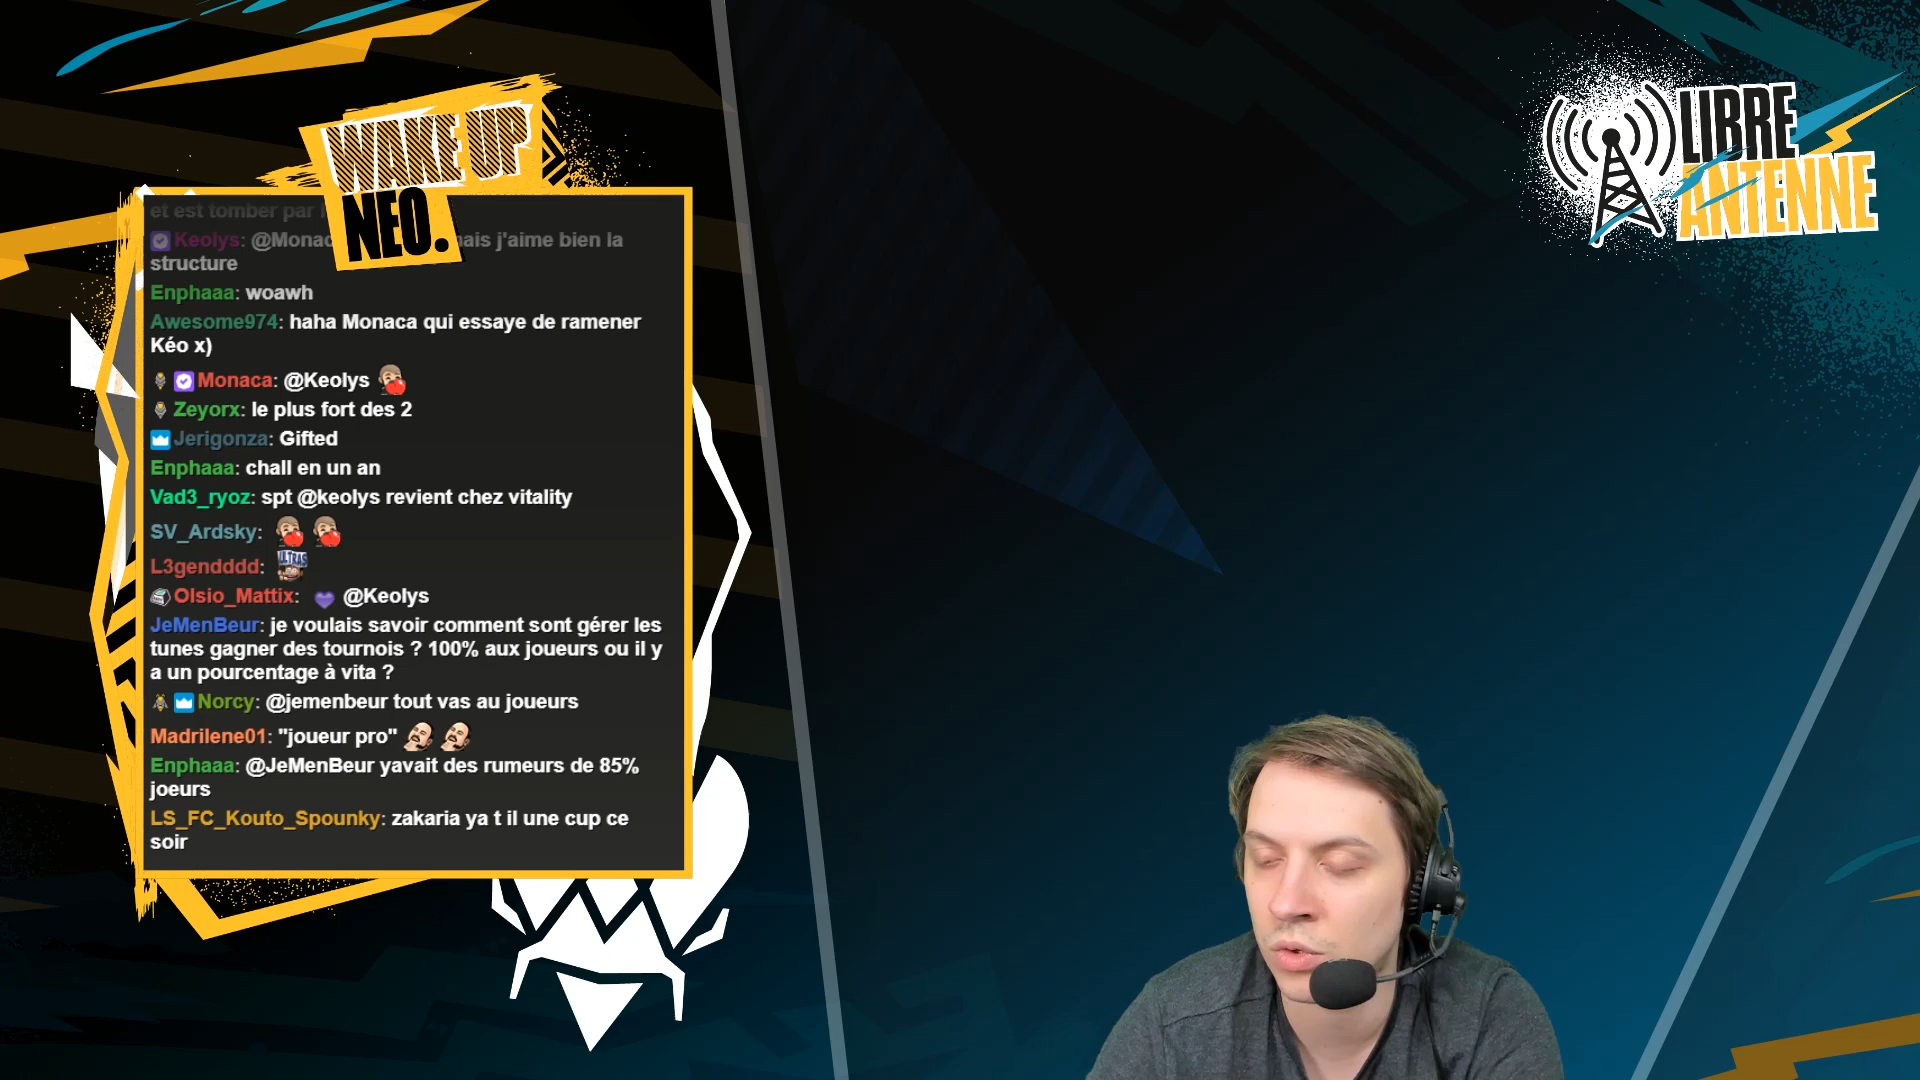 WAKE UP
NEO.
LIBRE
ANTENNE
et est tomber par
Keolys: @Monac ais j'aime bien la
structure
Enphaaa: woawh
Awesome974: haha Monaca qui essaye de ramener
Kéo x)
Monaca: @Keolys
Zeyorx: le plus fort des 2
Jerigonza: Gifted
Enphaaa: chall en un an
Vad3_ryoz: spt @keolys revient chez vitality
SV_Ardsky:
L3gendddd: ULTRAS
Olsio_Mattix: @Keolys
JeMenBeur: je voulais savoir comment sont gérer les
tunes gagner des tournois ? 100% aux joueurs ou il y
a un pourcentage à vita ?
Norcy: @jemenbeur tout vas au joueurs
Madrilene01: "joueur pro"
Enphaaa: @JeMenBeur yavait des rumeurs de 85%
joeurs
LS_FC_Kouto_Spounky: zakaria ya t il une cup ce
soir